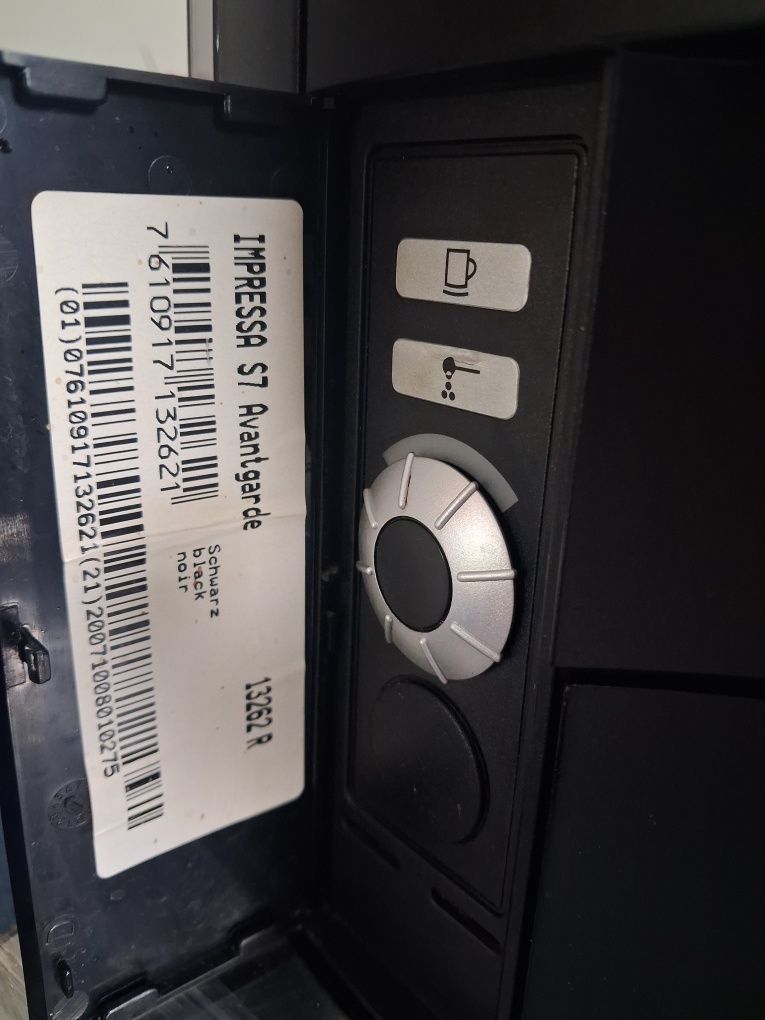 IMPRESSA S7 Avantgarde
13262 R
7 610917 132621
Schwarz
black
noir
(01)07610917132621(21)20071008010275